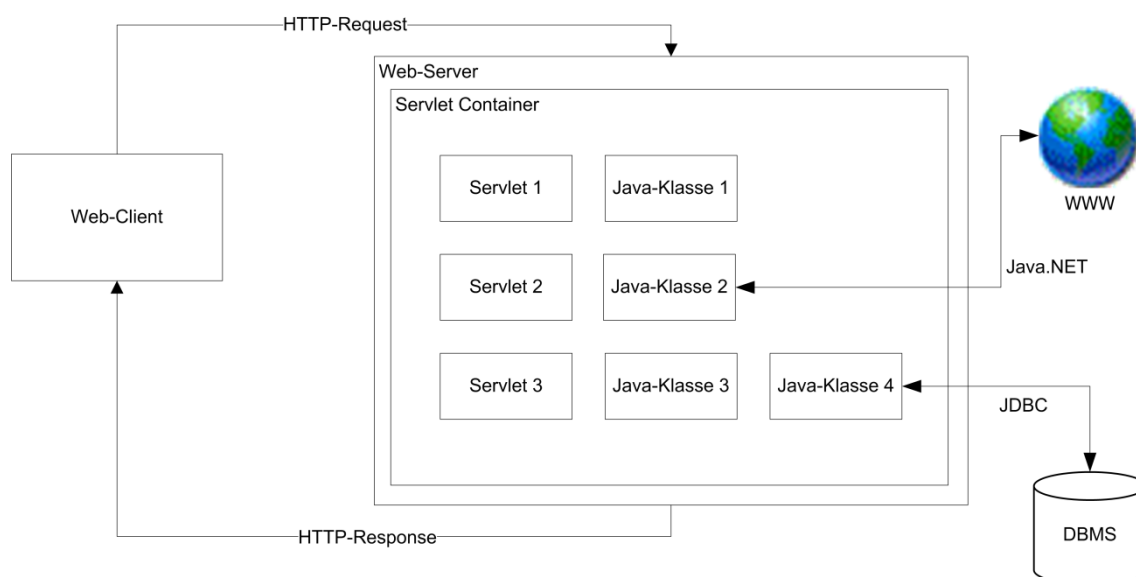 HTTP-Request
Web-Server
Servlet Container
Web-Client
Servlet 1
Java-Klasse 1
WWW
Java.NET
Servlet 2
Java-Klasse 2
Servlet 3
Java-Klasse 3
Java-Klasse 4
JDBC
HTTP-Response
DBMS